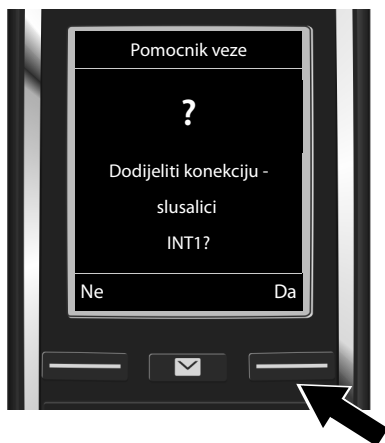 Pomocnik veze
?
Dodijeliti konekciju -
slusalici
INT1?
Ne Da